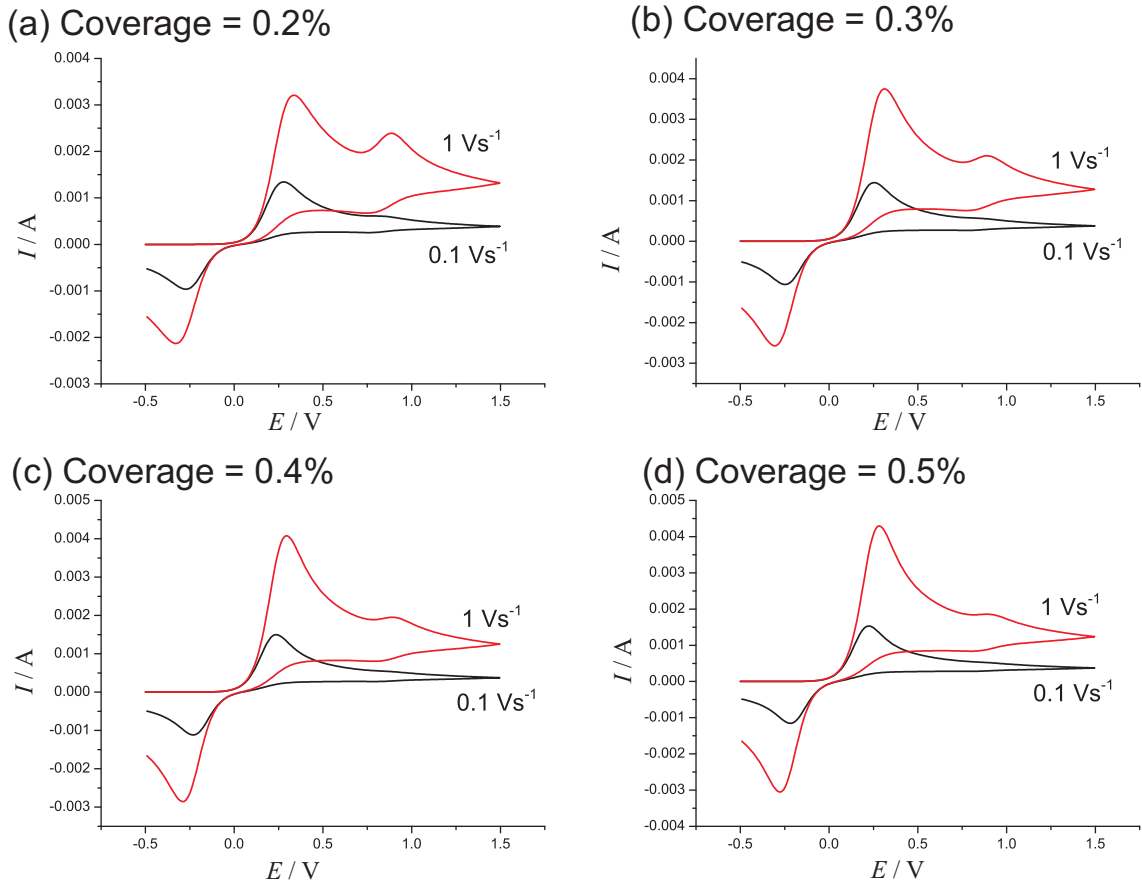 (a) Coverage = 0.2%
0.004
0.003
0.002
0.001
0.000
-0.001
-0.002
-0.003
I / A
1 Vs⁻¹
0.1 Vs⁻¹
-0.5 0.0 0.5 1.0 1.5
E / V
(b) Coverage = 0.3%
0.004
0.003
0.002
0.001
0.000
-0.001
-0.002
-0.003
I / A
1 Vs⁻¹
0.1 Vs⁻¹
-0.5 0.0 0.5 1.0 1.5
E / V
(c) Coverage = 0.4%
0.005
0.004
0.003
0.002
0.001
0.000
-0.001
-0.002
-0.003
I / A
1 Vs⁻¹
0.1 Vs⁻¹
-0.5 0.0 0.5 1.0 1.5
E / V
(d) Coverage = 0.5%
0.005
0.004
0.003
0.002
0.001
0.000
-0.001
-0.002
-0.003
-0.004
I / A
1 Vs⁻¹
0.1 Vs⁻¹
-0.5 0.0 0.5 1.0 1.5
E / V